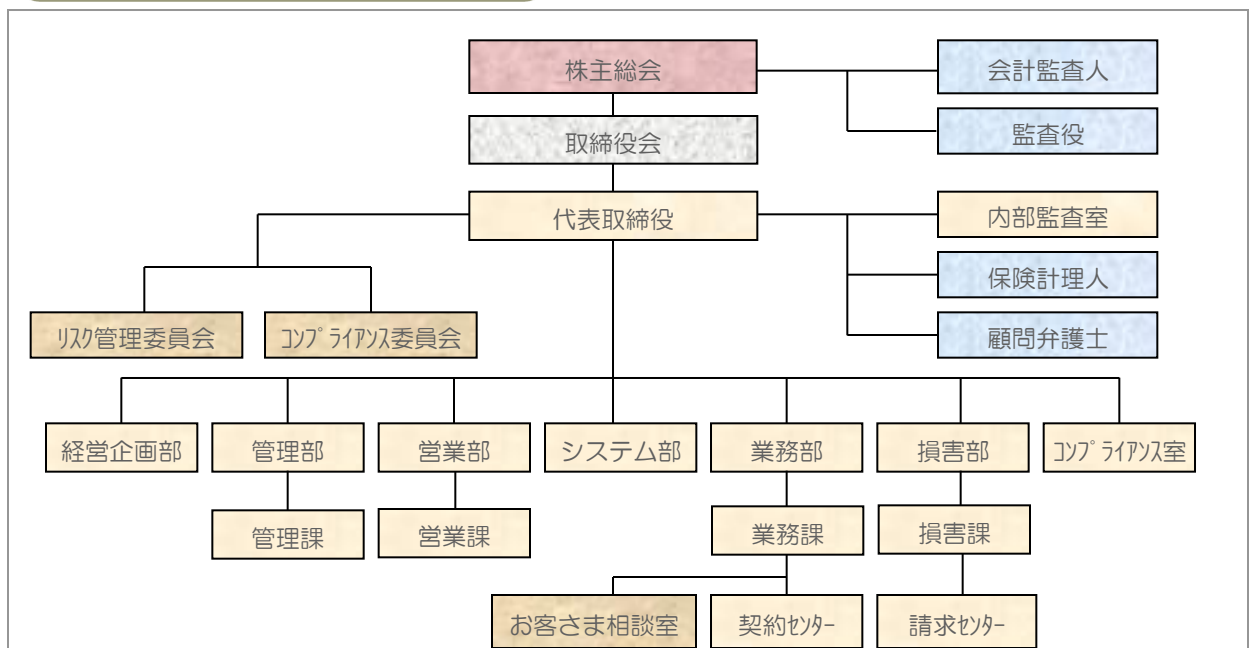 株主総会
会計監査人
監査役
取締役会
代表取締役
内部監査室
保険計理人
顧問弁護士
ﾘｽｸ管理委員会
ｺﾝﾌﾟﾗｲｱﾝｽ委員会
経営企画部
管理部
営業部
システム部
業務部
損害部
ｺﾝﾌﾟﾗｲｱﾝｽ室
管理課
営業課
業務課
損害課
お客さま相談室
契約ｾﾝﾀｰ
請求ｾﾝﾀｰ